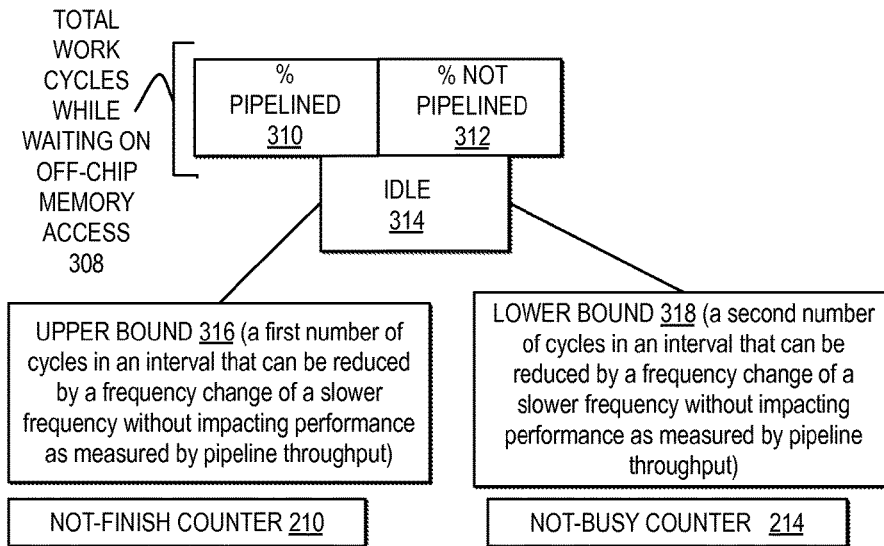 TOTAL
WORK
CYCLES
WHILE
WAITING ON
OFF-CHIP
MEMORY
ACCESS
308
%
PIPELINED
310
% NOT
PIPELINED
312
IDLE
314
UPPER BOUND 316 (a first number of
cycles in an interval that can be reduced
by a frequency change of a slower
frequency without impacting performance
as measured by pipeline throughput)
LOWER BOUND 318 (a second number
of cycles in an interval that can be
reduced by a frequency change of a
slower frequency without impacting
performance as measured by pipeline
throughput)
NOT-FINISH COUNTER 210
NOT-BUSY COUNTER 214